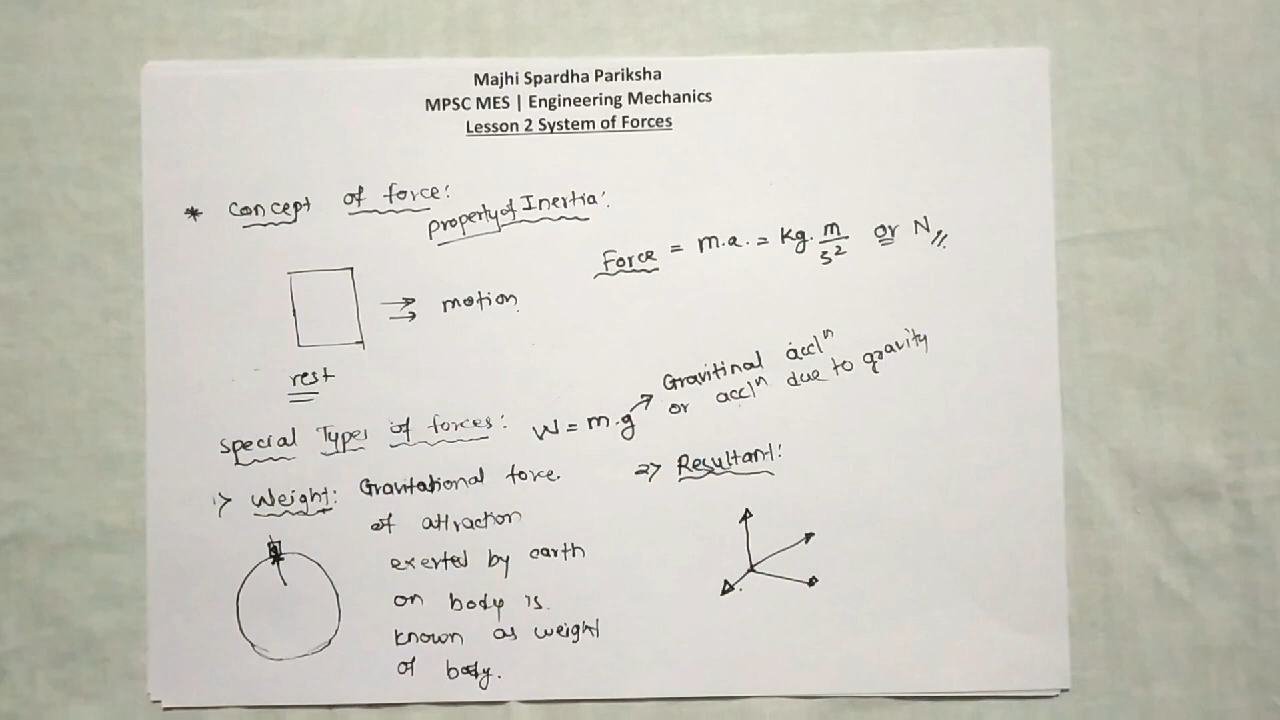 Majhi Spardha Pariksha
MPSC MES | Engineering Mechanics
Lesson 2 System of Forces
* Concept of force:
property of Inertia:
Force = m.a. = kg. m/s² or N
motion
rest
Special Types of forces: W = m.g
Gravitinal acclⁿ
or acclⁿ due to gravity
1> Weight: Gravitational force
of attraction
exerted by earth
on body is
known as weight
of body.
2> Resultant: